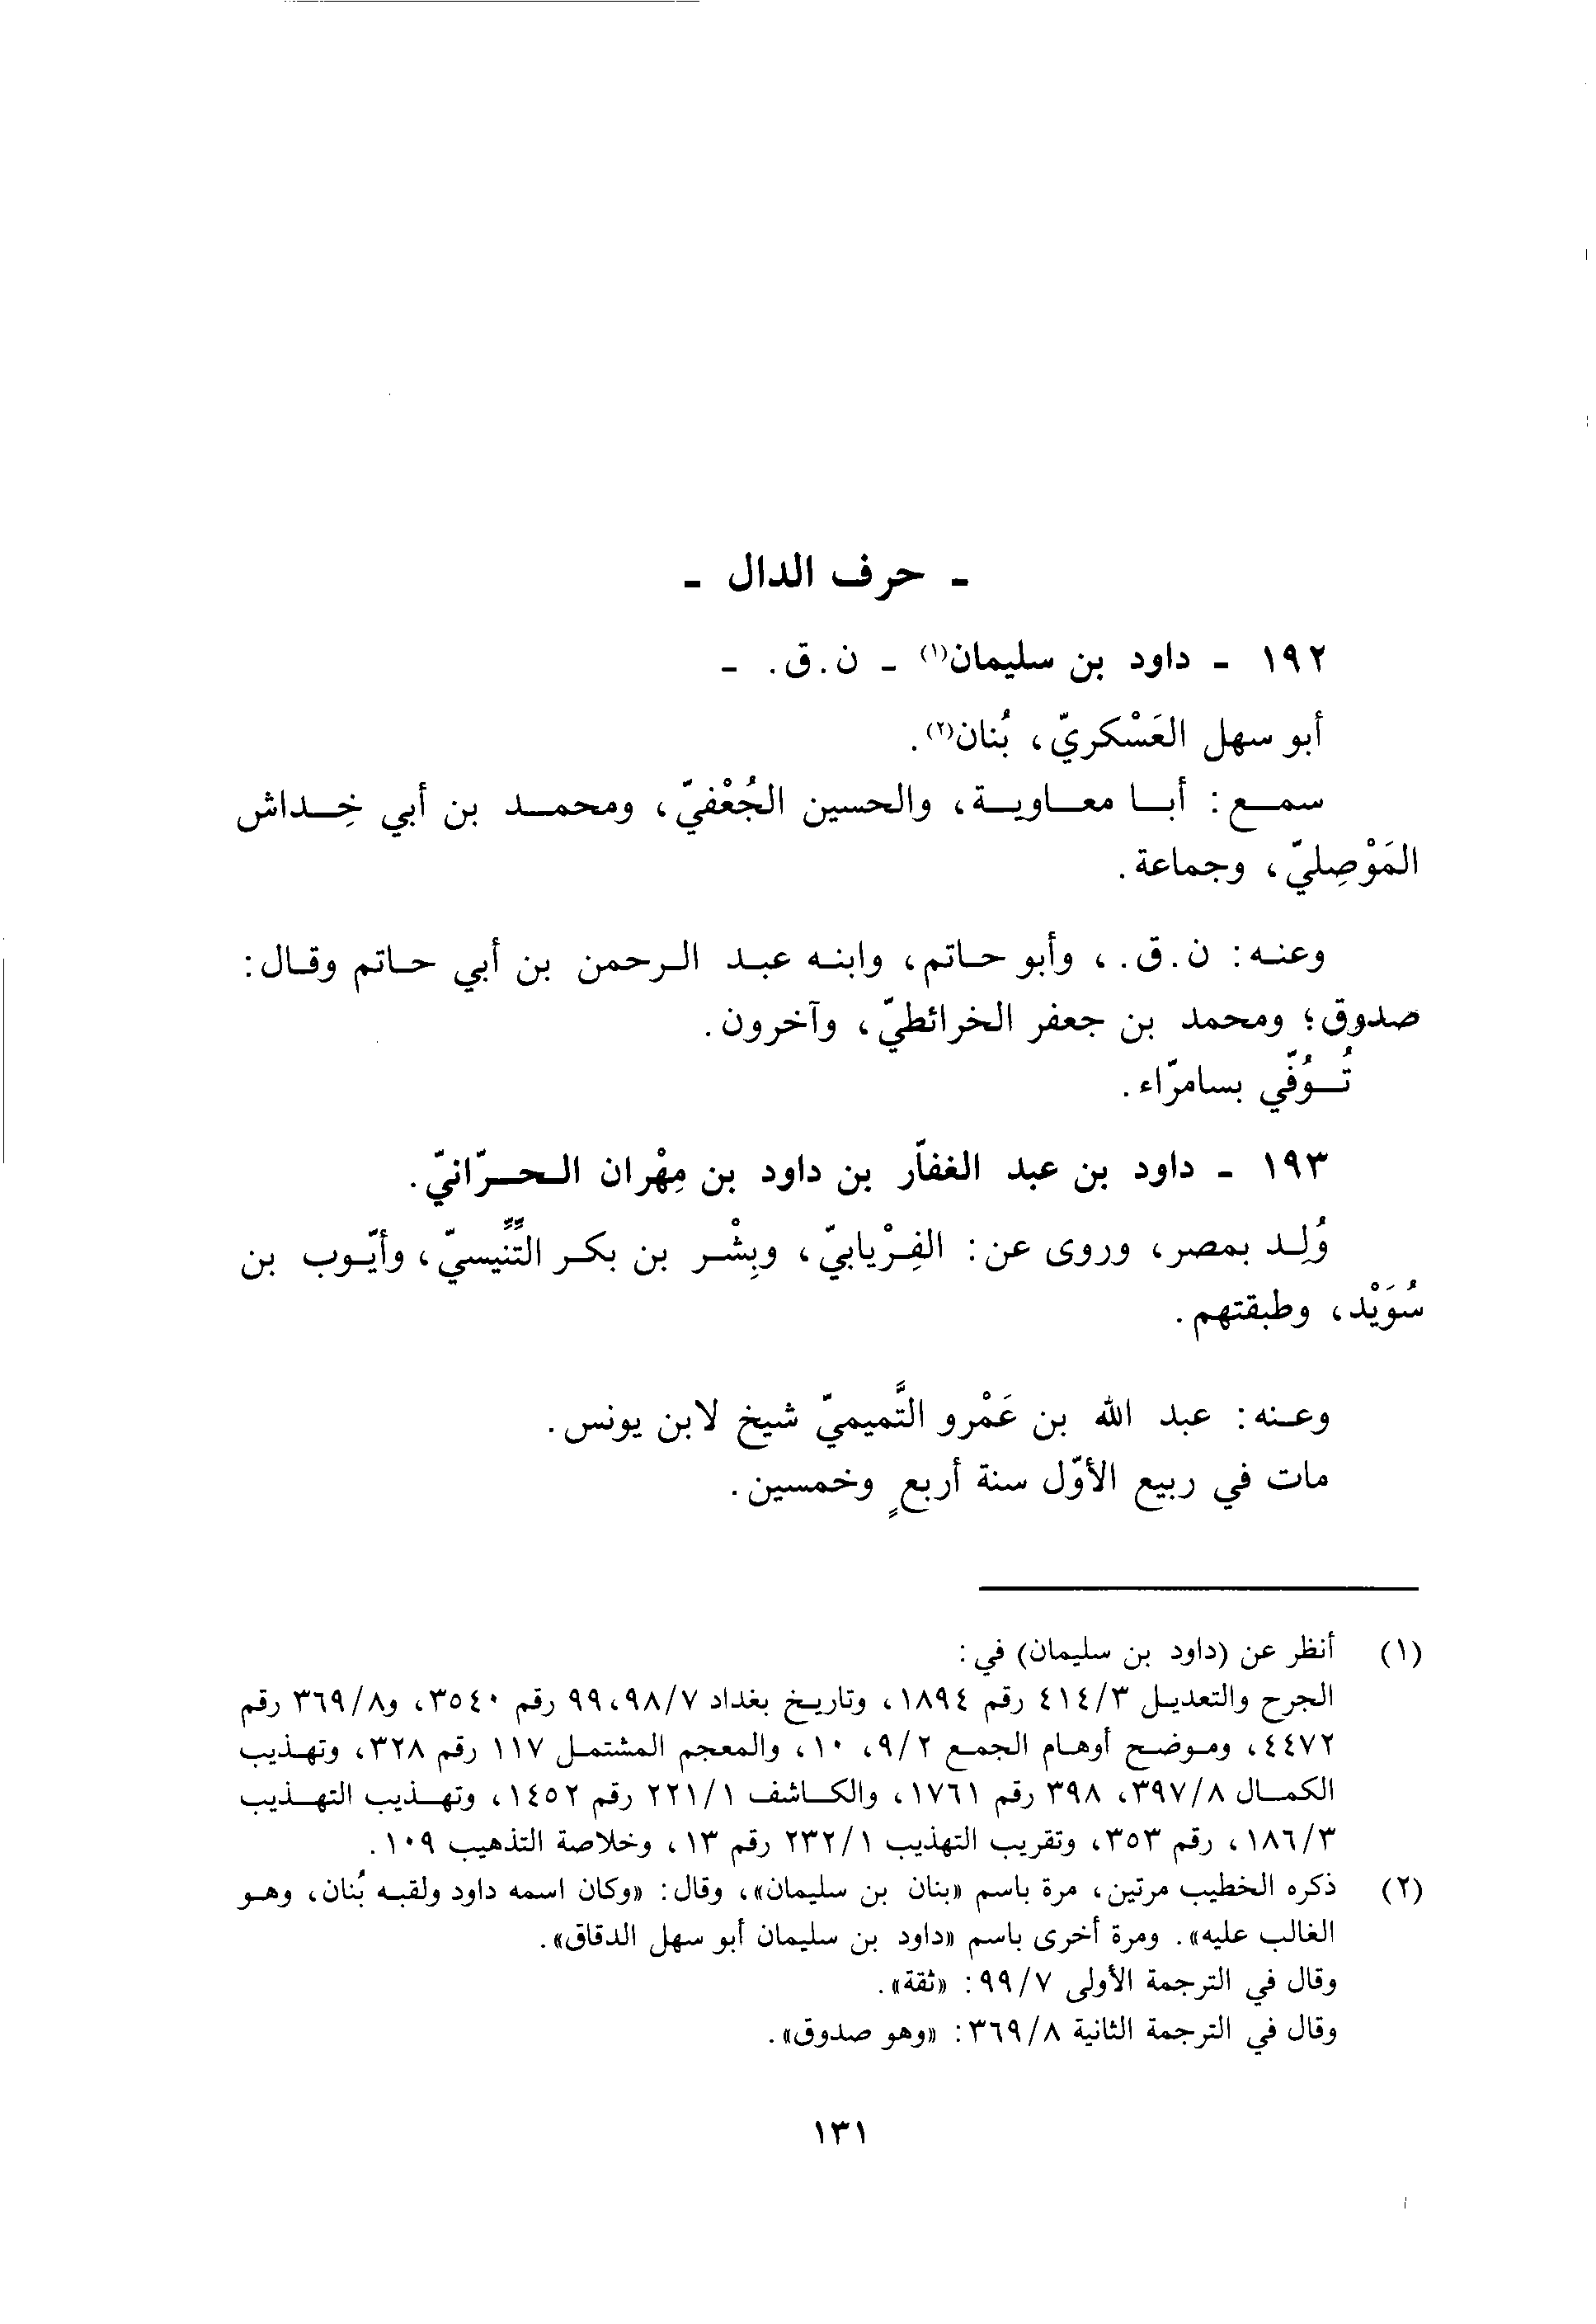 - حرف الدال -
١٩٢ - داود بن سليمان(١) - ن.ق. -
أبو سهل العَسْكريّ، بُنان(٢).
سمع: أبا معاوية، والحسين الجُعْفيّ، ومحمد بن أبي خِداش
المَوْصِليّ، وجماعة.
وعنه: ن.ق.، وأبو حاتم، وابنه عبد الرحمن بن أبي حاتم وقال:
صدوق؛ ومحمد بن جعفر الخرائطيّ، وآخرون.
تُوُفّي بسامرّاء.
١٩٣ - داود بن عبد الغفاّر بن داود بن مِهْران الحرّانيّ.
وُلِد بمصر، وروى عن: الفِرْيابيّ، وبِشْر بن بكر التِّنِّيسيّ، وأيّوب بن
سُوَيْد، وطبقتهم.
وعنه: عبد الله بن عَمْرو التَّميميّ شيخ لابن يونس.
مات في ربيع الأوّل سنة أربعٍ وخمسين.
(١) أنظر عن (داود بن سليمان) في:
الجرح والتعديل ٣/٤١٤ رقم ١٨٩٤، وتاريخ بغداد ٧/٩٨،٩٩ رقم ٣٥٤٠، و٨/٣٦٩ رقم
٤٤٧٢، وموضح أوهام الجمع ٢/٩، ١٠، والمعجم المشتمل ١١٧ رقم ٣٢٨، وتهذيب
الكمال ٨/٣٩٧، ٣٩٨ رقم ١٧٦١، والكاشف ١/٢٢١ رقم ١٤٥٢، وتهذيب التهذيب
٣/١٨٦، رقم ٣٥٣، وتقريب التهذيب ١/٢٣٢ رقم ١٣، وخلاصة التذهيب ١٠٩.
(٢) ذكره الخطيب مرتين، مرة باسم «بنان بن سليمان»، وقال: «وكان اسمه داود ولقبه بُنان، وهو
الغالب عليه». ومرة أخرى باسم «داود بن سليمان أبو سهل الدقاق».
وقال في الترجمة الأولى ٧/٩٩: «ثقة».
وقال في الترجمة الثانية ٨/٣٦٩: «وهو صدوق».
١٣١